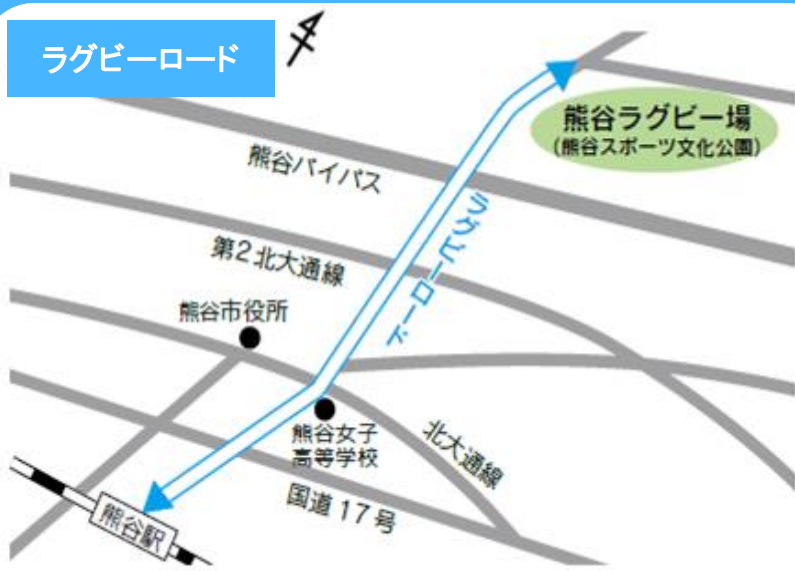 ラグビーロード
熊谷ラグビー場
(熊谷スポーツ文化公園)
熊谷バイパス
ラグビーロード
第2北大通線
熊谷市役所
熊谷女子
高等学校
北大通線
国道17号
熊谷駅